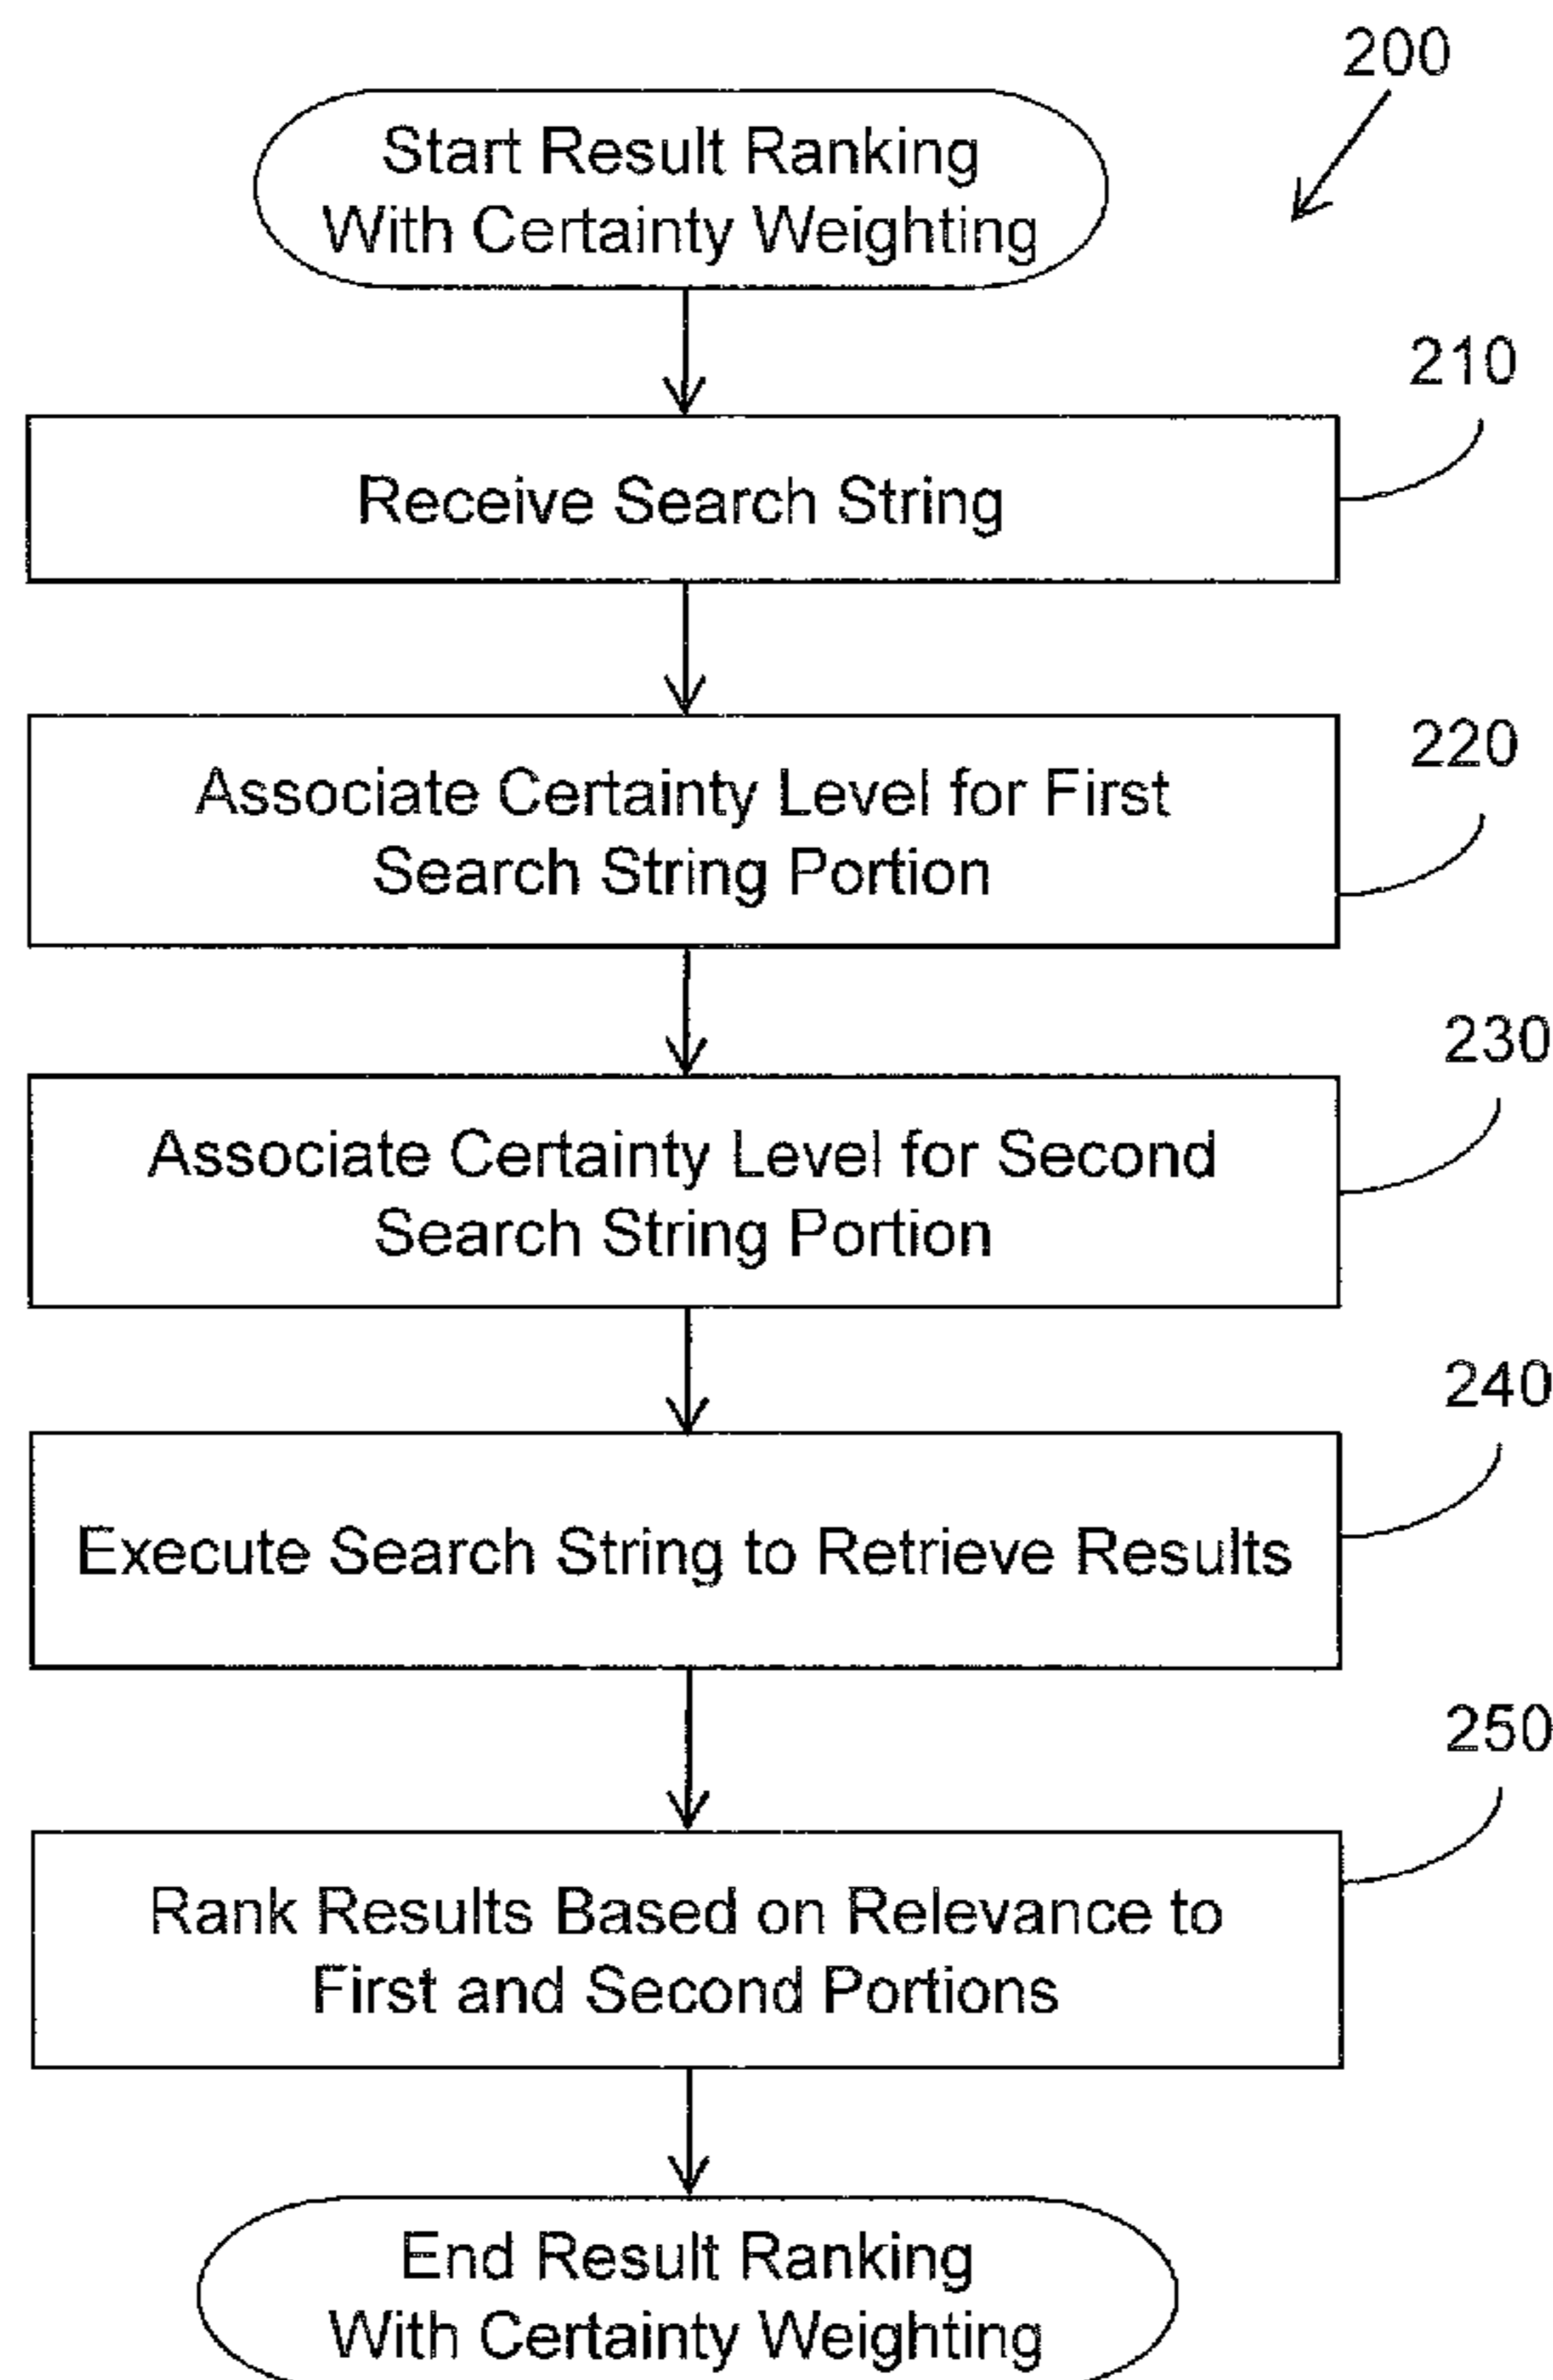 200
Start Result Ranking
With Certainty Weighting
210
Receive Search String
220
Associate Certainty Level for First
Search String Portion
230
Associate Certainty Level for Second
Search String Portion
240
Execute Search String to Retrieve Results
250
Rank Results Based on Relevance to
First and Second Portions
End Result Ranking
With Certainty Weighting